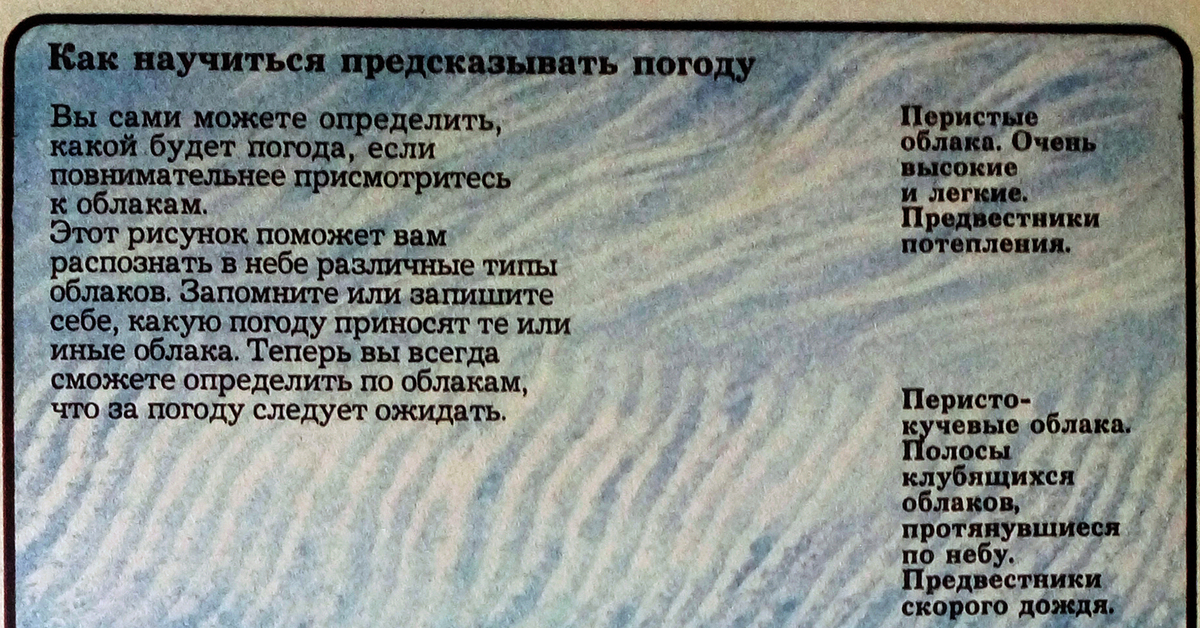 Как научиться предсказывать погоду
Вы сами можете определить,
какой будет погода, если
повнимательнее присмотритесь
к облакам.
Этот рисунок поможет вам
распознать в небе различные типы
облаков. Запомните или запишите
себе, какую погоду приносят те или
иные облака. Теперь вы всегда
сможете определить по облакам,
что за погоду следует ожидать.
Перистые
облака. Очень
высокие
и легкие.
Предвестники
потепления.
Перисто-
кучевые облака.
Полосы
клубящихся
облаков,
протянувшиеся
по небу.
Предвестники
скорого дождя.